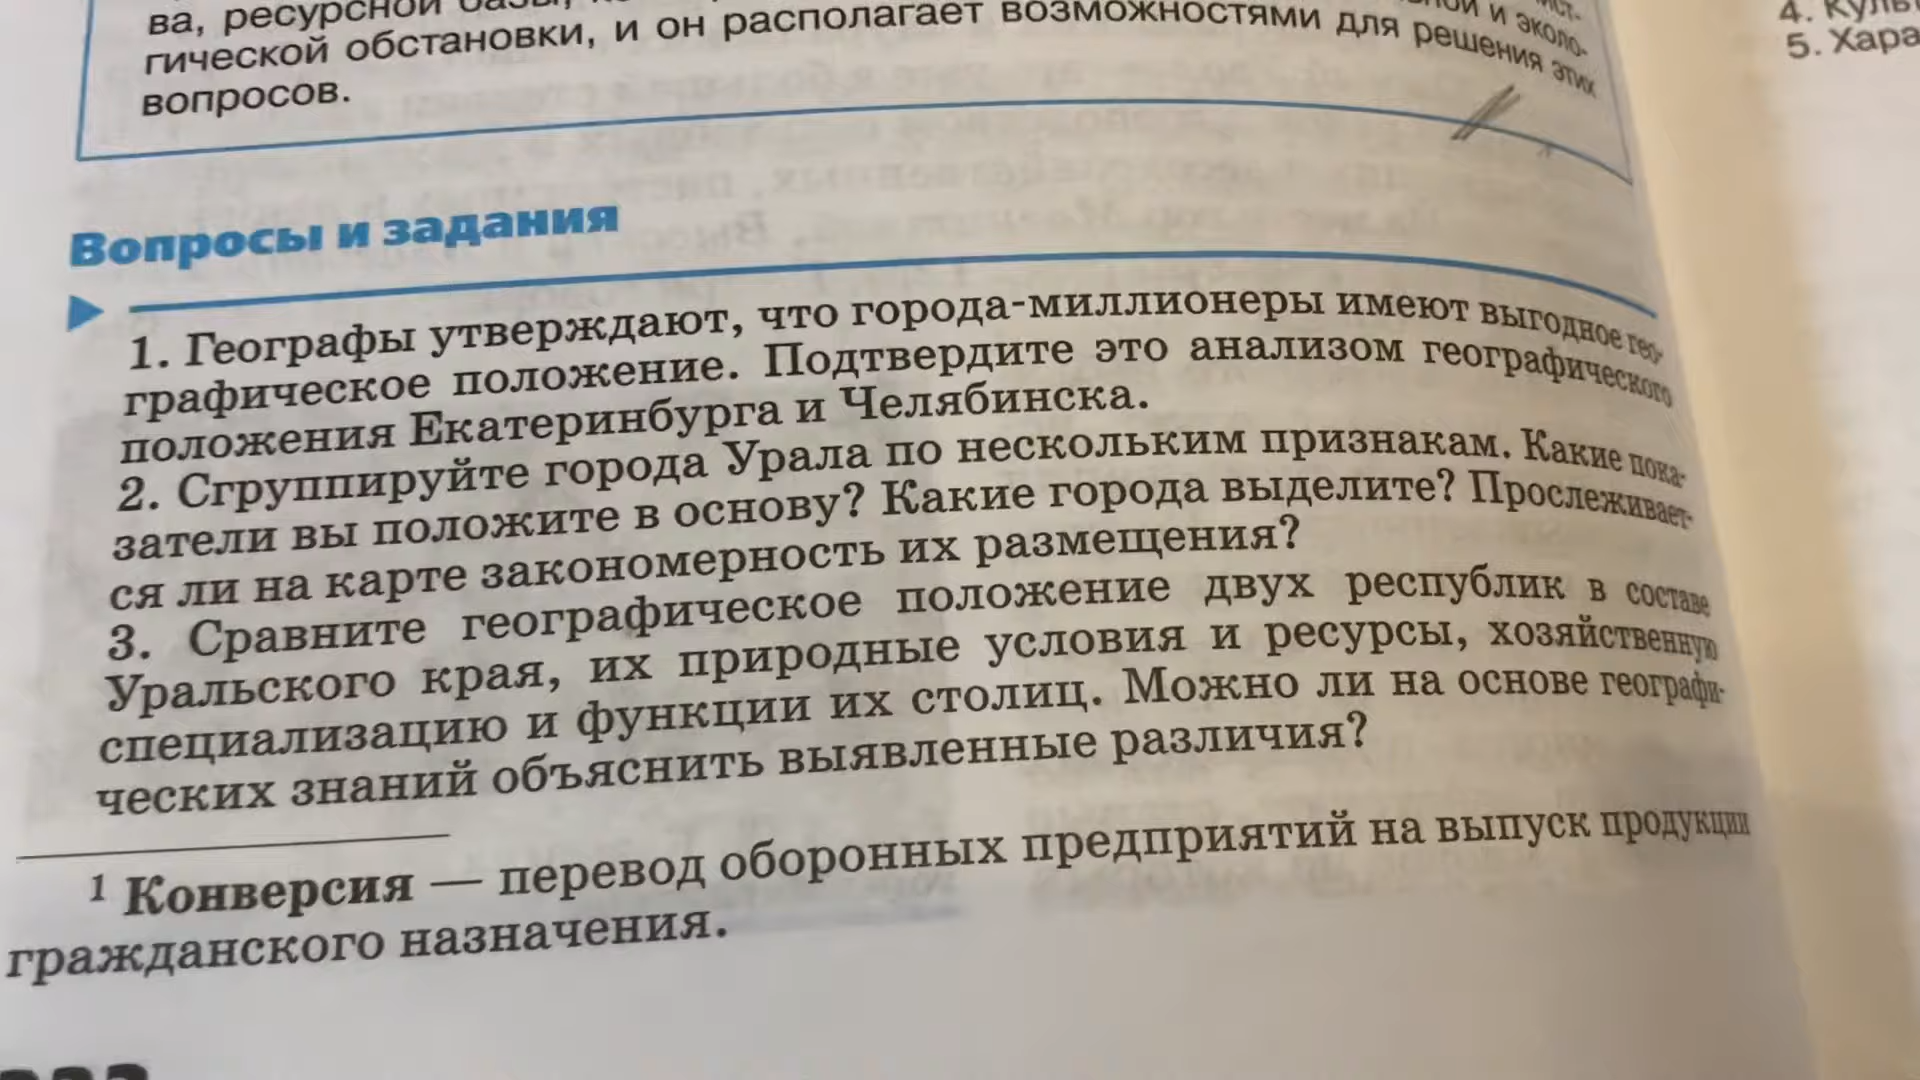 ва, ресурсной базы,
ной и эколо-
гической обстановки, и он располагает возможностями для решения этих
вопросов.
Вопросы и задания
1. Географы утверждают, что города-миллионеры имеют выгодное гео-
графическое положение. Подтвердите это анализом географического
положения Екатеринбурга и Челябинска.
2. Сгруппируйте города Урала по нескольким признакам. Какие пока-
затели вы положите в основу? Какие города выделите? Прослеживает-
ся ли на карте закономерность их размещения?
3. Сравните географическое положение двух республик в составе
Уральского края, их природные условия и ресурсы, хозяйственную
специализацию и функции их столиц. Можно ли на основе географи-
ческих знаний объяснить выявленные различия?
1 Конверсия — перевод оборонных предприятий на выпуск продукции
гражданского назначения.
4.
5. Хара